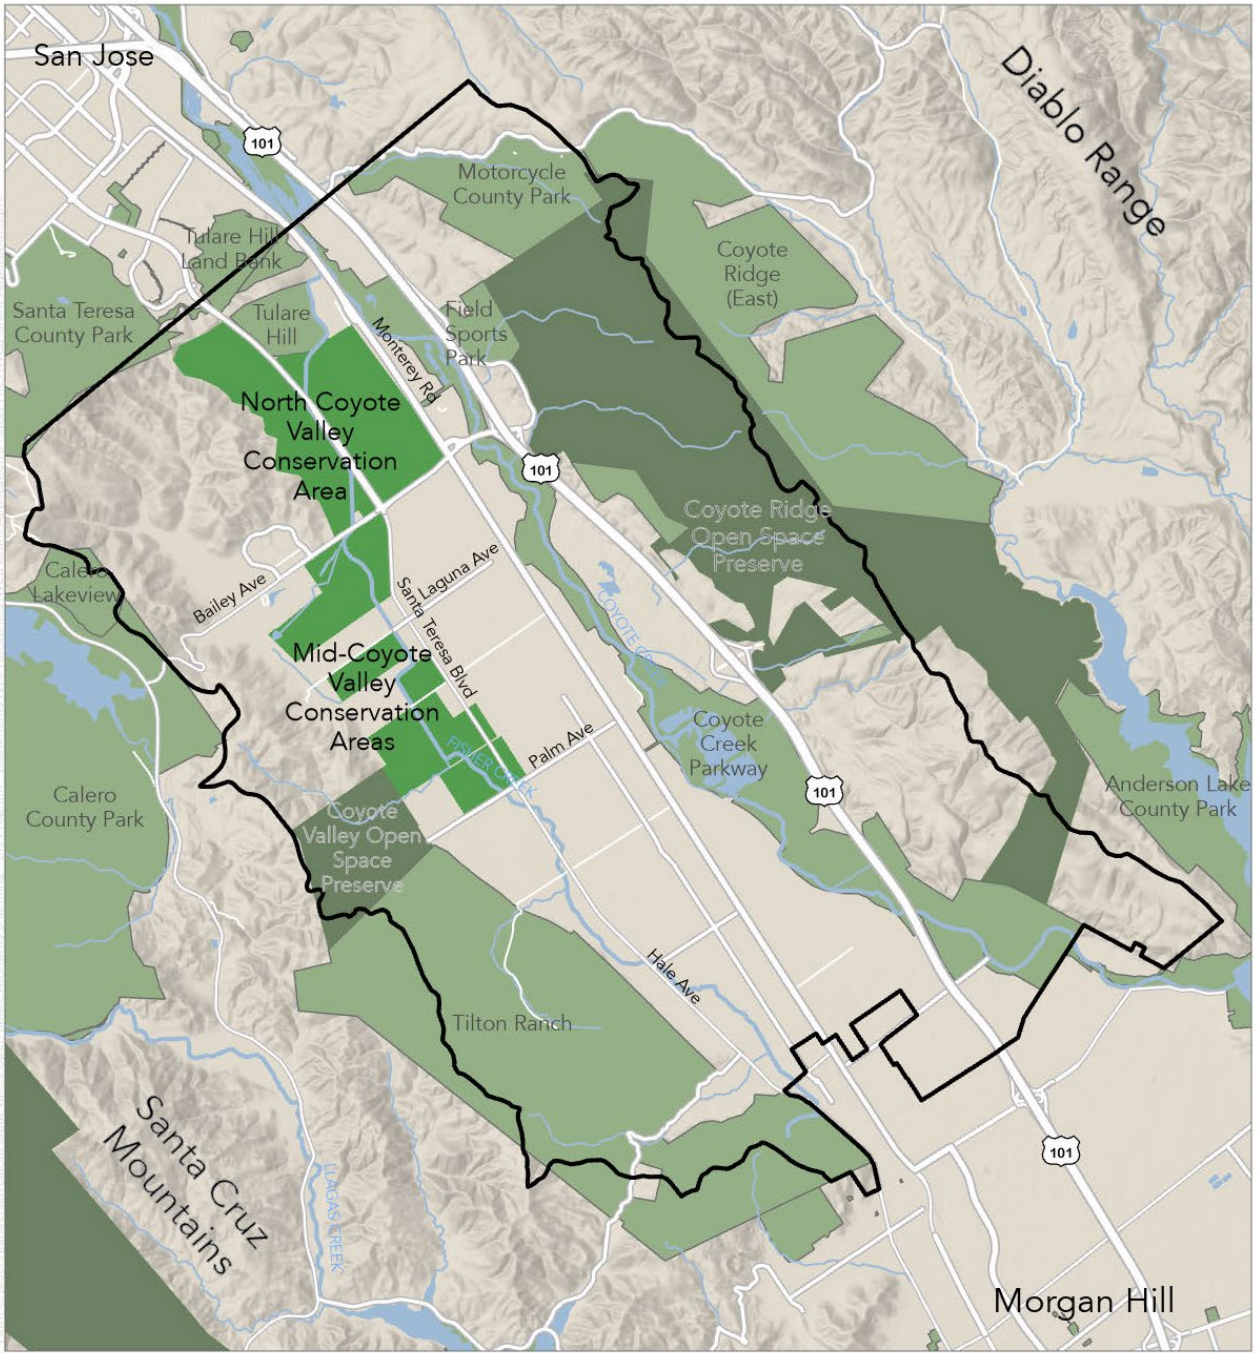 San Jose
Diablo Range
101
Motorcycle
County Park
Tulare Hill
Land Bank
Coyote
Ridge
(East)
Santa Teresa
County Park
Tulare
Hill
Field
Sports
Park
Monterey Rd
North Coyote
Valley
Conservation
Area
101
Coyote Ridge
Open Space
Preserve
Calero
Lakeview
Bailey Ave
Laguna Ave
Santa Teresa Blvd
COYOTE CREEK
Mid-Coyote
Valley
Conservation
Areas
Palm Ave
FISHER CREEK
Coyote
Creek
Parkway
101
Anderson Lake
County Park
Calero
County Park
Coyote
Valley Open
Space
Preserve
Hale Ave
Tilton Ranch
Santa Cruz
Mountains
LLAGAS CREEK
101
Morgan Hill